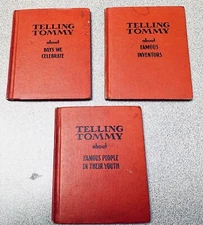 TELLING
TOMMY
about
DAYS WE
CELEBRATE
TELLING
TOMMY
about
FAMOUS
INVENTORS
TELLING
TOMMY
about
FAMOUS PEOPLE
IN THEIR YOUTH